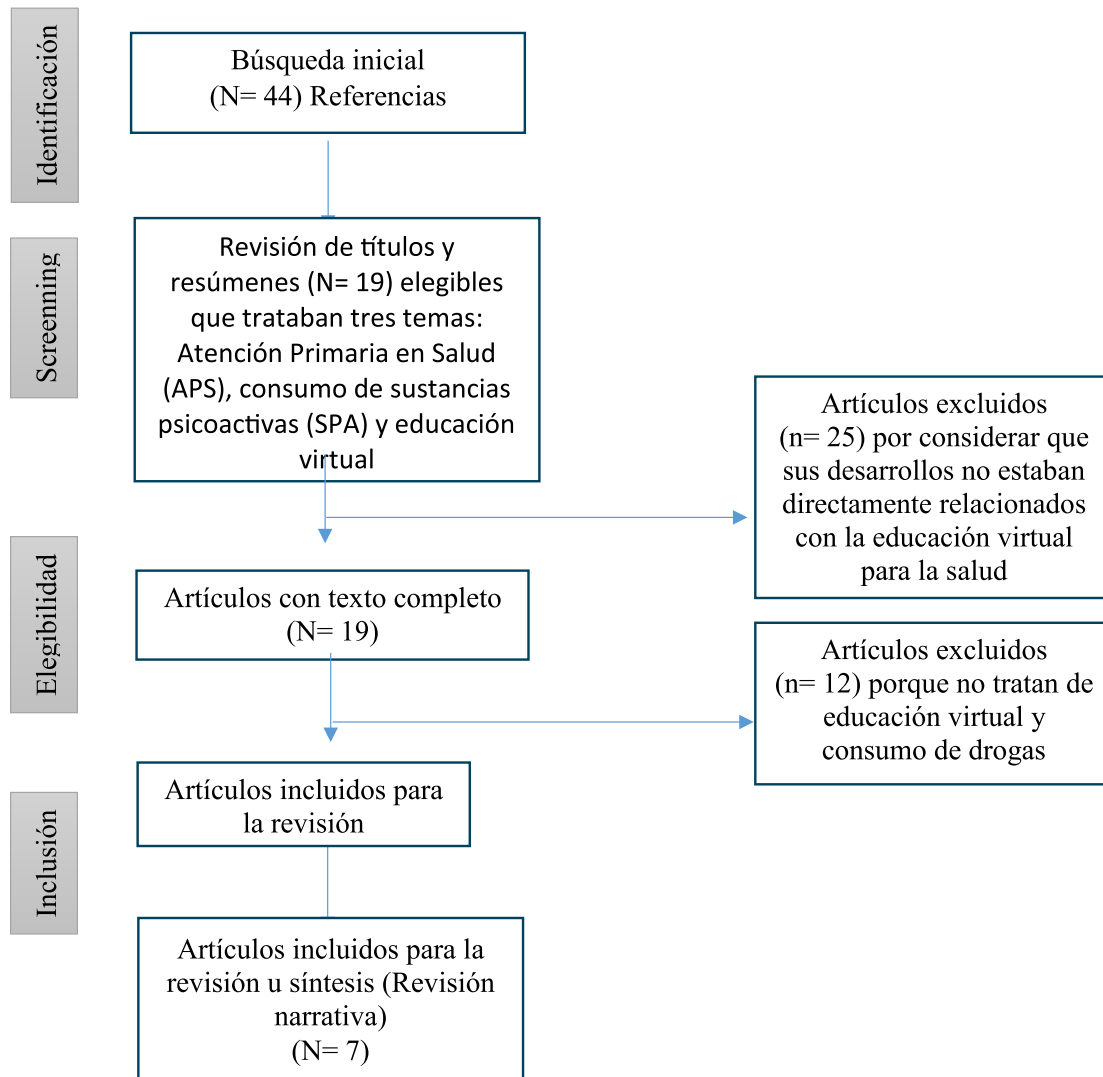 Identificación
Búsqueda inicial
(N= 44) Referencias
Screenning
Revisión de títulos y
resúmenes (N= 19) elegibles
que trataban tres temas:
Atención Primaria en Salud
(APS), consumo de sustancias
psicoactivas (SPA) y educación
virtual
Artículos excluidos
(n= 25) por considerar que
sus desarrollos no estaban
directamente relacionados
con la educación virtual
para la salud
Elegibilidad
Artículos con texto completo
(N= 19)
Artículos excluidos
(n= 12) porque no tratan de
educación virtual y
consumo de drogas
Inclusión
Artículos incluidos para
la revisión
Artículos incluidos para la
revisión u síntesis (Revisión
narrativa)
(N= 7)